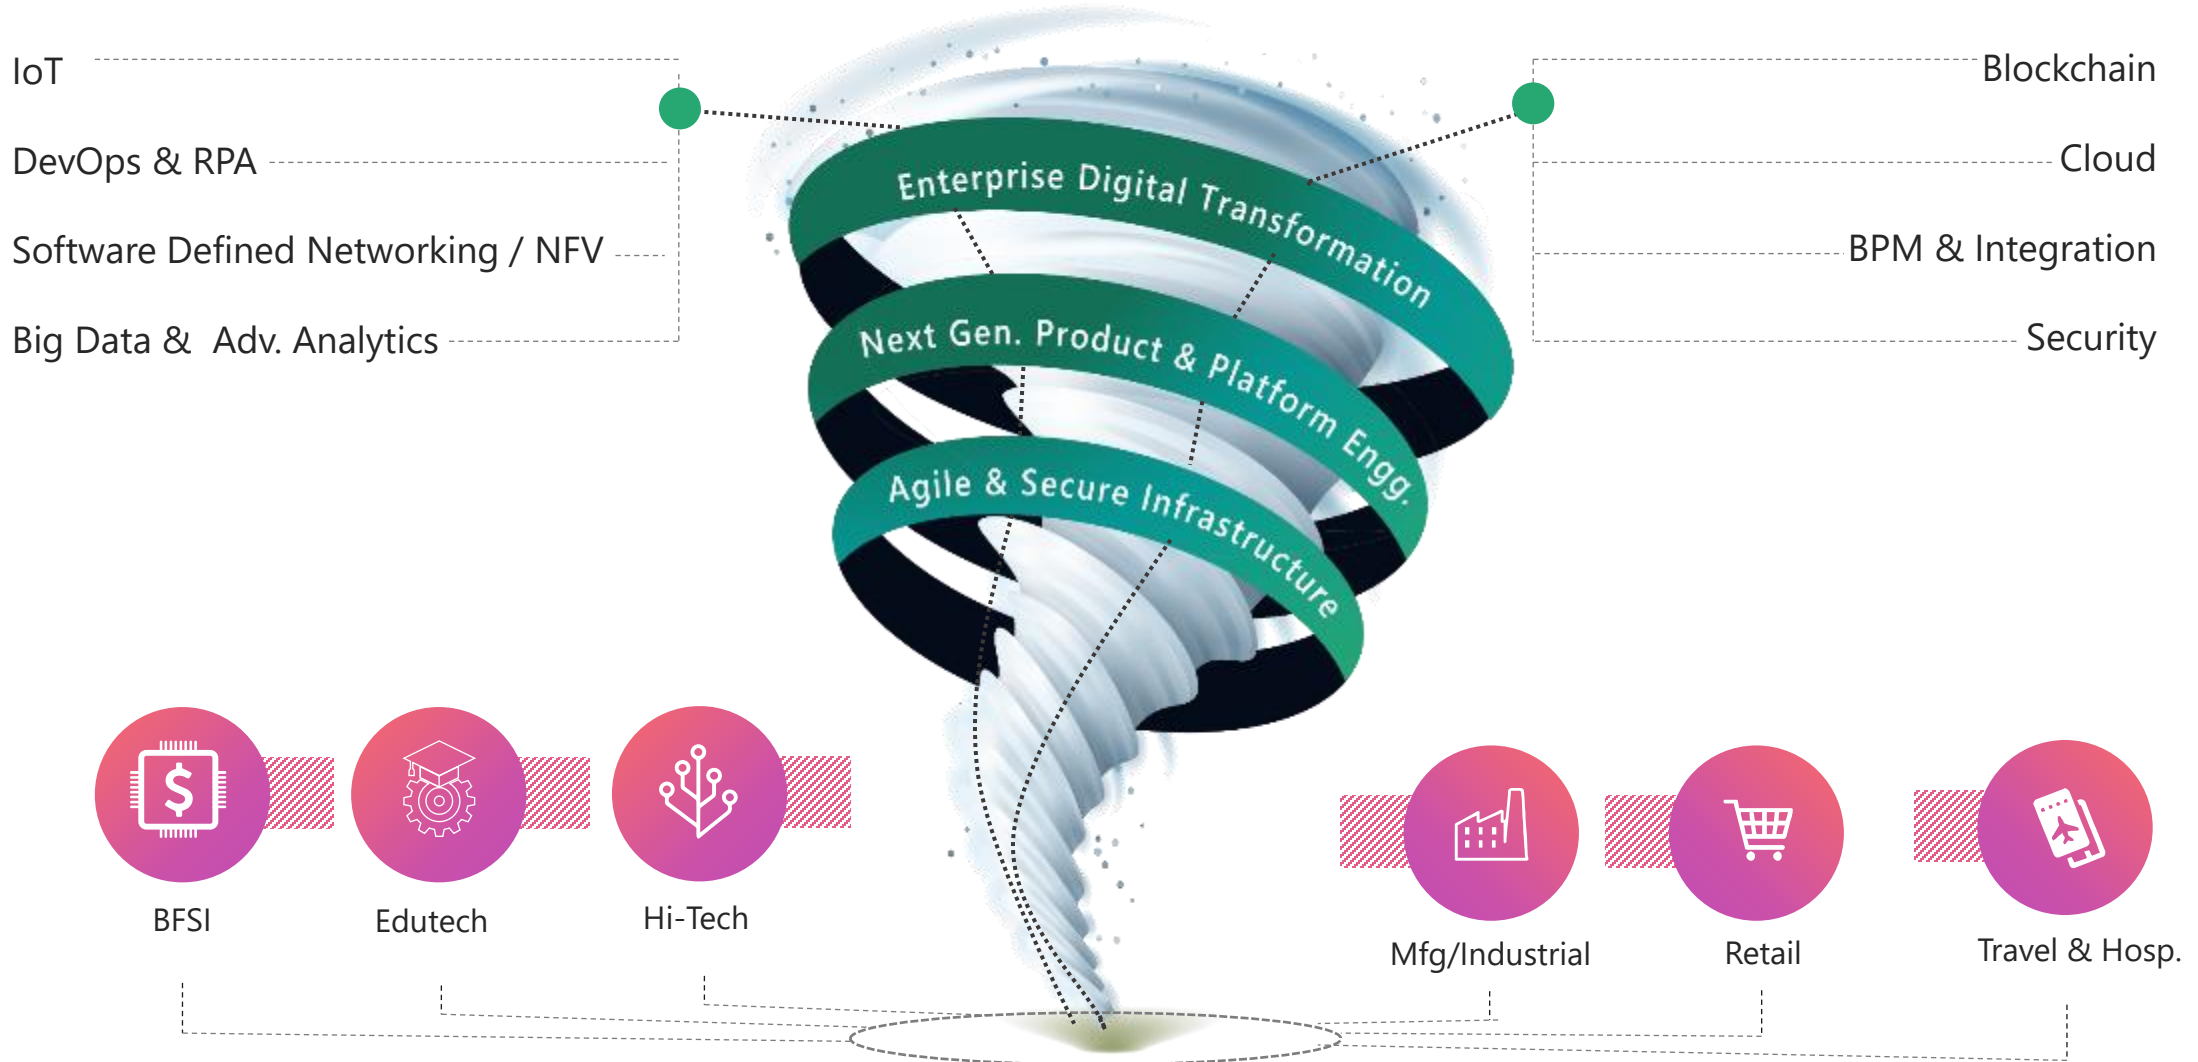 IoT
DevOps & RPA
Software Defined Networking / NFV
Big Data & Adv. Analytics
Blockchain
Cloud
BPM & Integration
Security
Enterprise Digital Transformation
Next Gen. Product & Platform Engg.
Agile & Secure Infrastructure
$
BFSI
Edutech
Hi-Tech
Mfg/Industrial
Retail
Travel & Hosp.